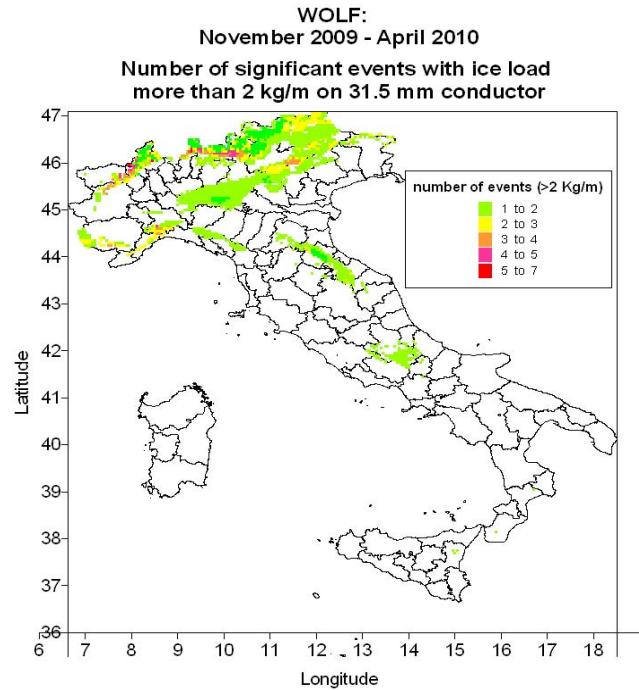 WOLF:
November 2009 - April 2010
Number of significant events with ice load
more than 2 kg/m on 31.5 mm conductor
47
46
45
44
43
42
41
40
39
38
37
36
Latitude
number of events (>2 Kg/m)
1 to 2
2 to 3
3 to 4
4 to 5
5 to 7
6 7 8 9 10 11 12 13 14 15 16 17 18
Longitude